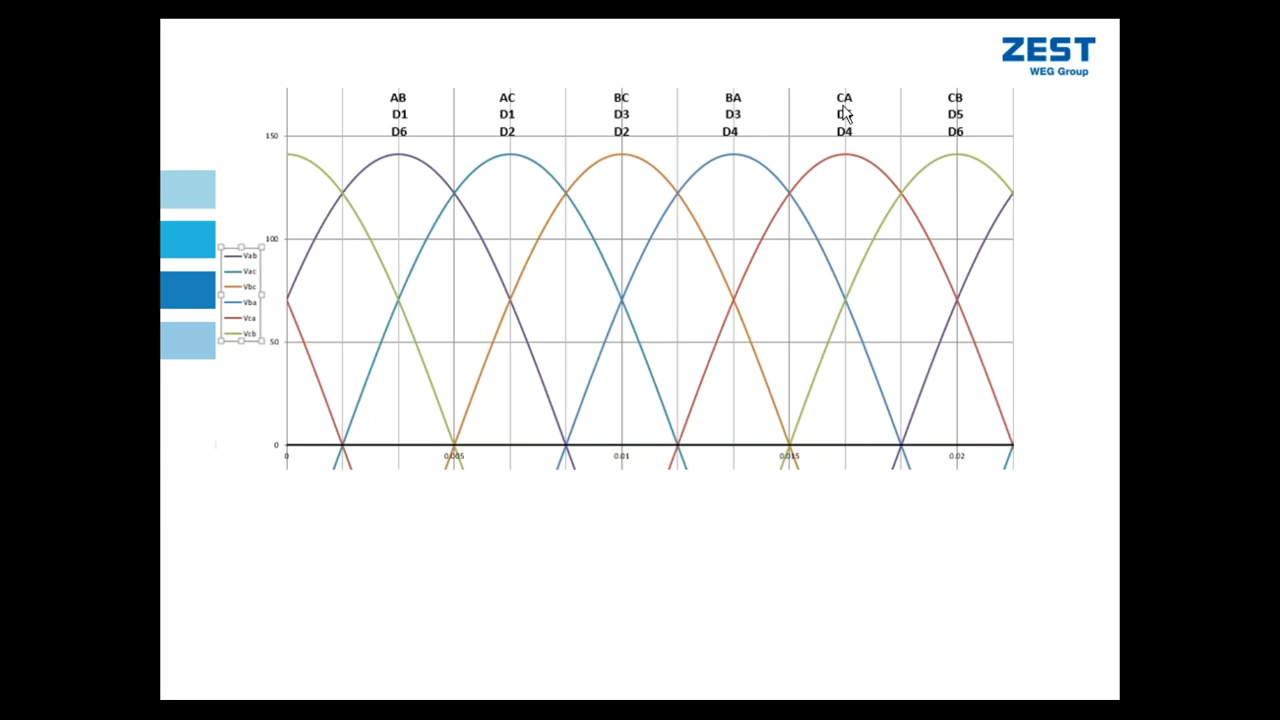 ZEST
WEG Group
AB AC BC BA CA CB
D1 D1 D3 D3 D5
D6 D2 D2 D4 D4 D6
150
100
50
0
Vab
Vac
Vbc
Vba
Vca
Vcb
0 0.005 0.01 0.015 0.02